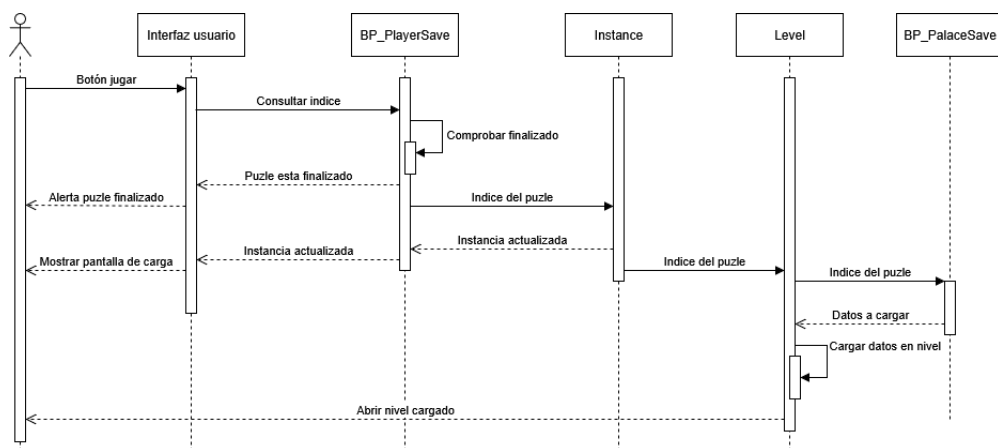 Interfaz usuario
BP_PlayerSave
Instance
Level
BP_PalaceSave
Botón jugar
Consultar indice
Comprobar finalizado
Puzle esta finalizado
Alerta puzle finalizado
Indice del puzle
Instancia actualizada
Instancia actualizada
Mostrar pantalla de carga
Indice del puzle
Indice del puzle
Datos a cargar
Cargar datos en nivel
Abrir nivel cargado